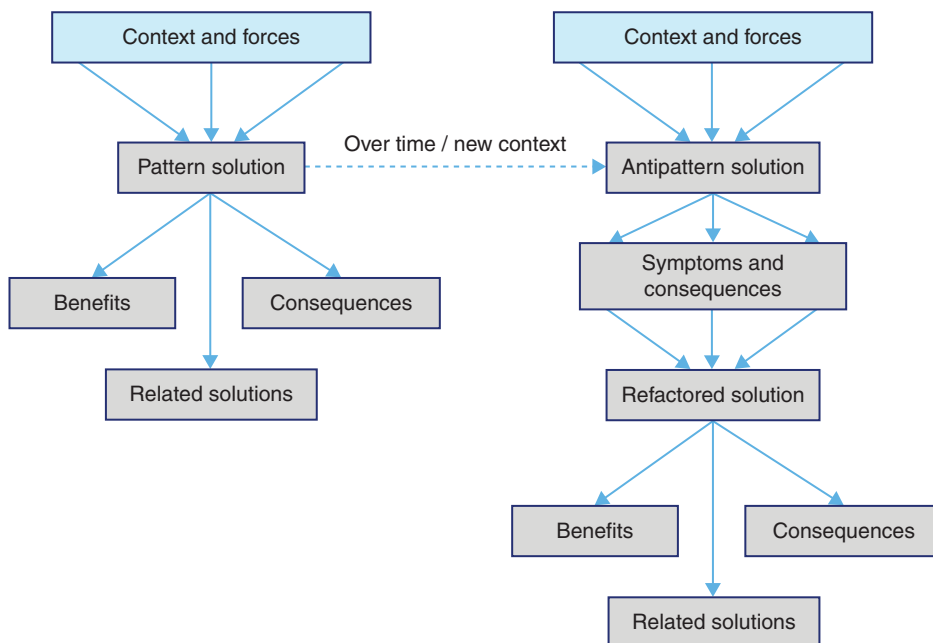 Context and forces
Context and forces
Over time / new context
Pattern solution
Antipattern solution
Symptoms and
consequences
Benefits
Consequences
Related solutions
Refactored solution
Benefits
Consequences
Related solutions